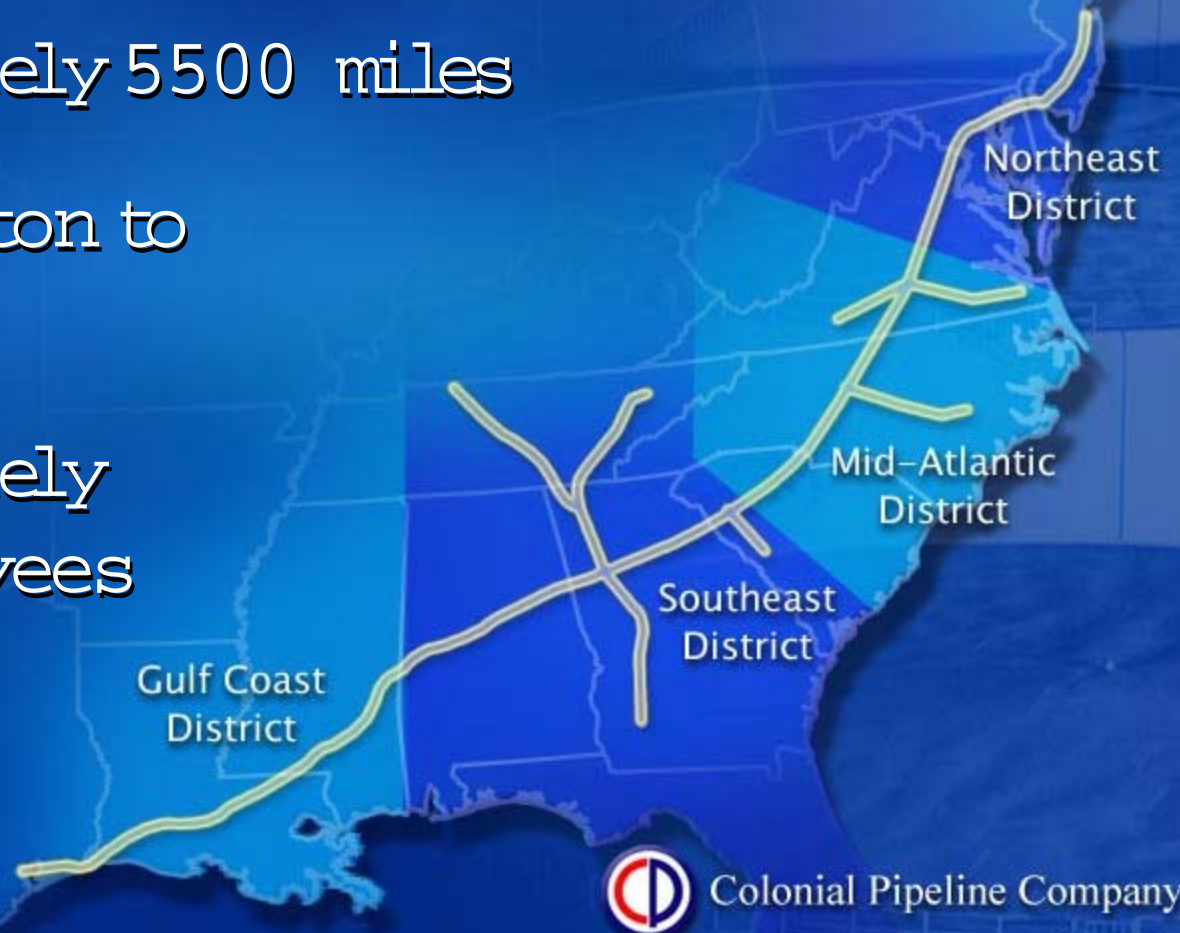 ely 5500 miles
ton to
ely
yees
Northeast
District
Mid-Atlantic
District
Southeast
District
Gulf Coast
District
Colonial Pipeline Company